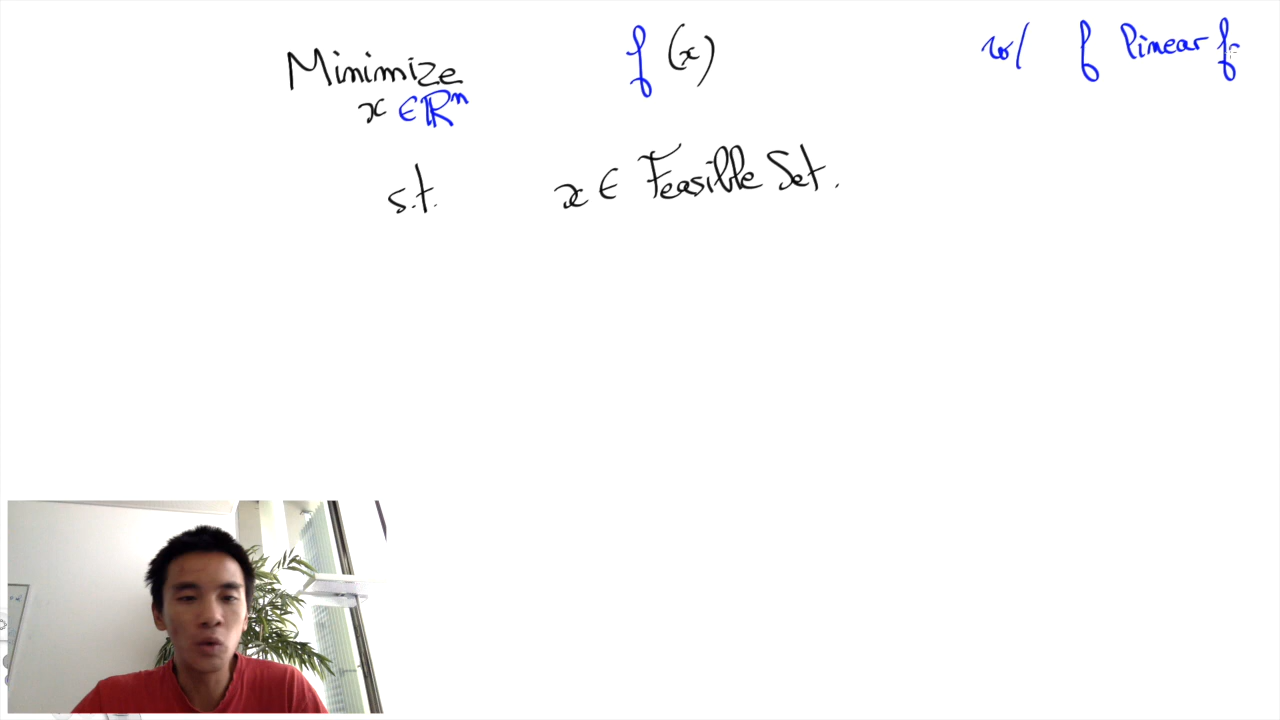 Minimize f(x) w/ f linear f
x ∈ ℝⁿ
s.t. x ∈ Feasible Set.